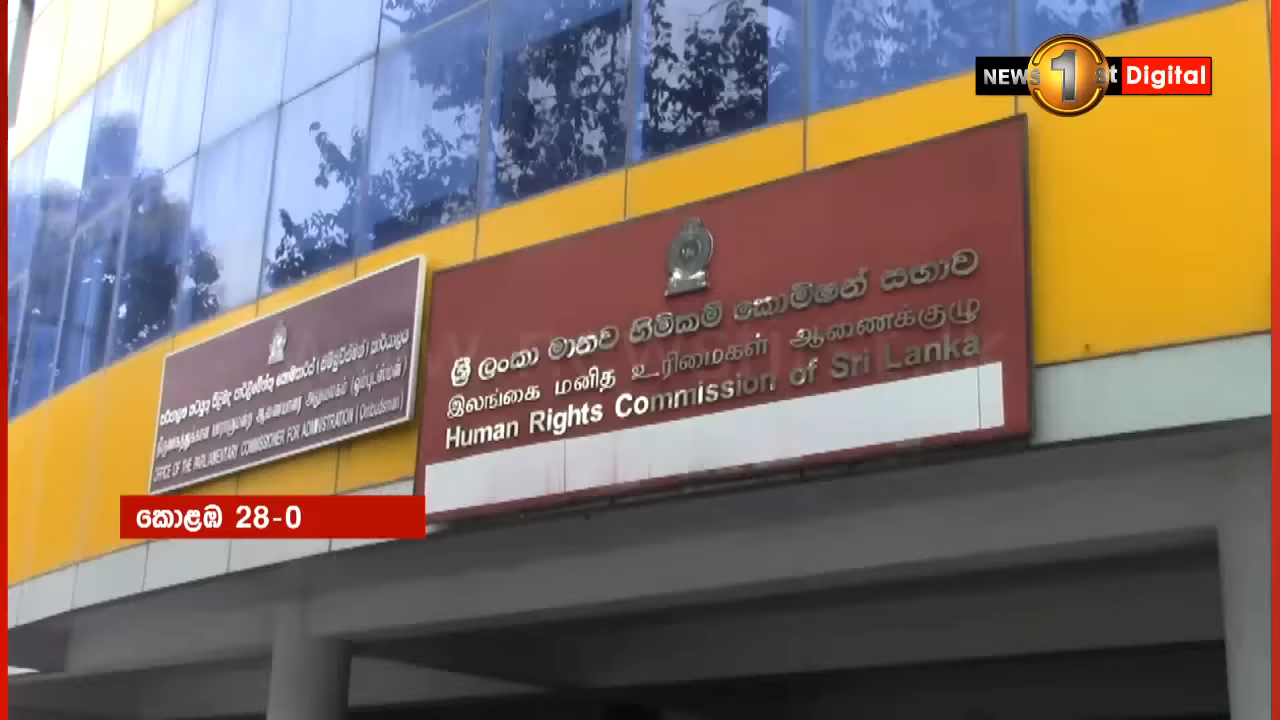 NEWS 1st Digital
ශ්‍රී ලංකා මානව හිමිකම් කොමිෂන් සභාව
இலங்கை மனித உரிமைகள் ஆணைக்குழு
Human Rights Commission of Sri Lanka
OFFICE OF THE PARLIAMENTARY COMMISSIONER FOR ADMINISTRATION (Ombudsman)
කොළඹ 28-0